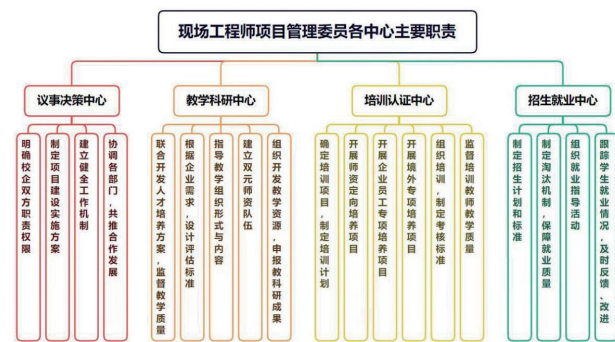 现场工程师项目管理委员各中心主要职责
议事决策中心
教学科研中心
培训认证中心
招生就业中心
明确校企双方职责权限
制定项目建设实施方案
建立健全工作机制
协调各部门,共推合作发展
联合开发人才培养方案,监督教学质量
根据企业需求,设计评估标准
指导教学组织形式与内容
建立双元师资队伍
组织开发教学资源,申报教科研成果
确定培训项目,制定培训计划
开展师资定向培养项目
开展企业员工专项培养项目
开展境外专项培养项目
组织培训,制定考核标准
监督培训教师教学质量
制定招生计划和标准
制定淘汰机制,保障就业质量
组织就业指导活动
跟踪学生就业情况,及时反馈、改进